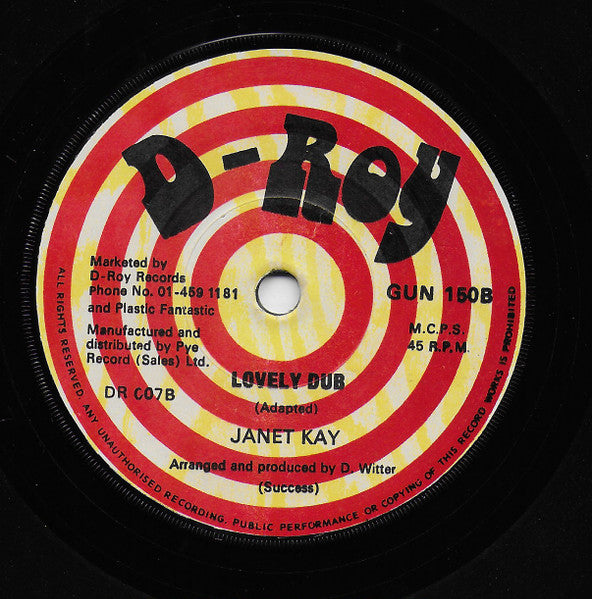 D-Roy
Marketed by
D-Roy Records
Phone No. 01-459 1181
and Plastic Fantastic
Manufactured and
distributed by Pye
Record (Sales) Ltd.
DR 007B
GUN 150B
M.C.P.S.
45 R.P.M.
LOVELY DUB
(Adapted)
JANET KAY
Arranged and produced by D. Witter
(Success)
ALL RIGHTS RESERVED. ANY UNAUTHORISED RECORDING, PUBLIC PERFORMANCE OR COPYING OF THIS RECORD WORKS IS PROHIBITED